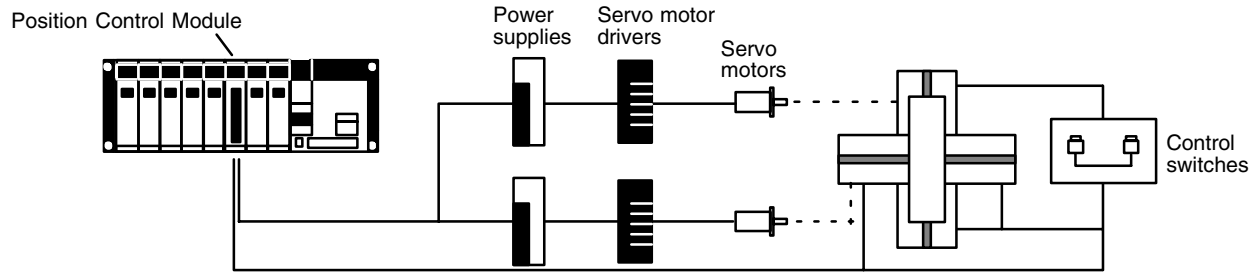 Position Control Module
Power
supplies
Servo motor
drivers
Servo
motors
Control
switches